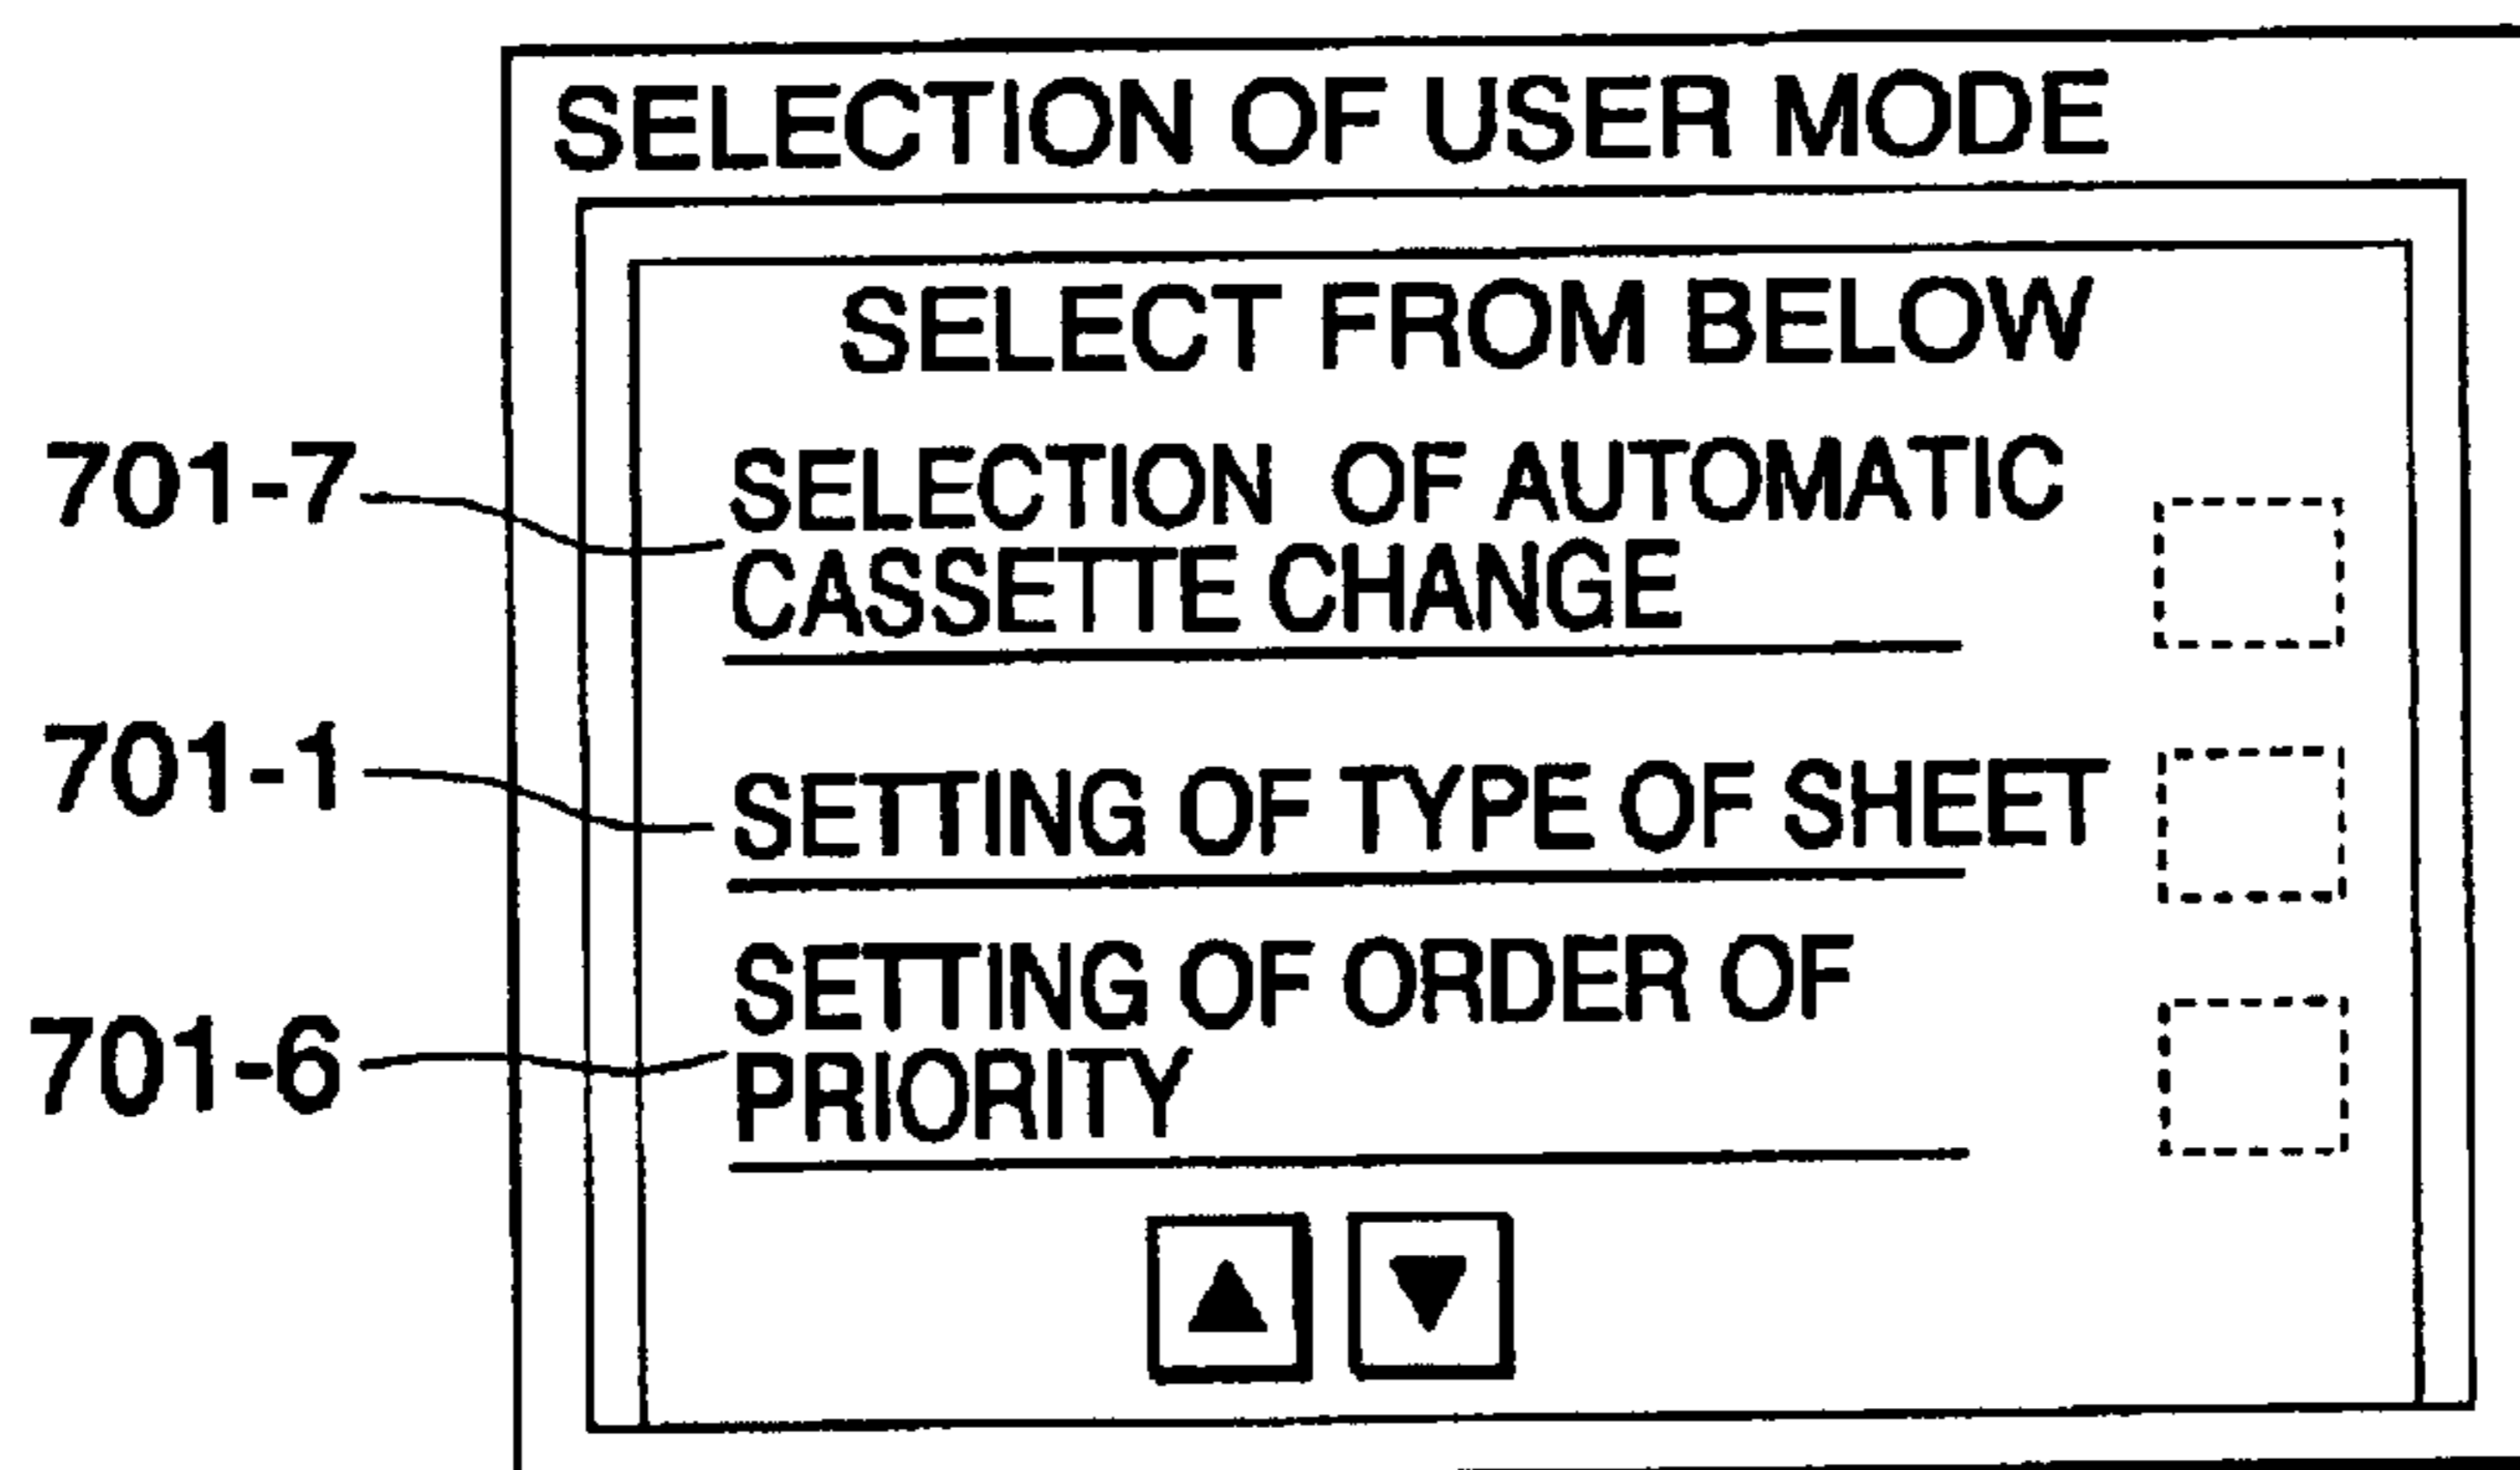 SELECTION OF USER MODE
SELECT FROM BELOW
701-7
SELECTION OF AUTOMATIC
CASSETTE CHANGE
701-1
SETTING OF TYPE OF SHEET
701-6
SETTING OF ORDER OF
PRIORITY